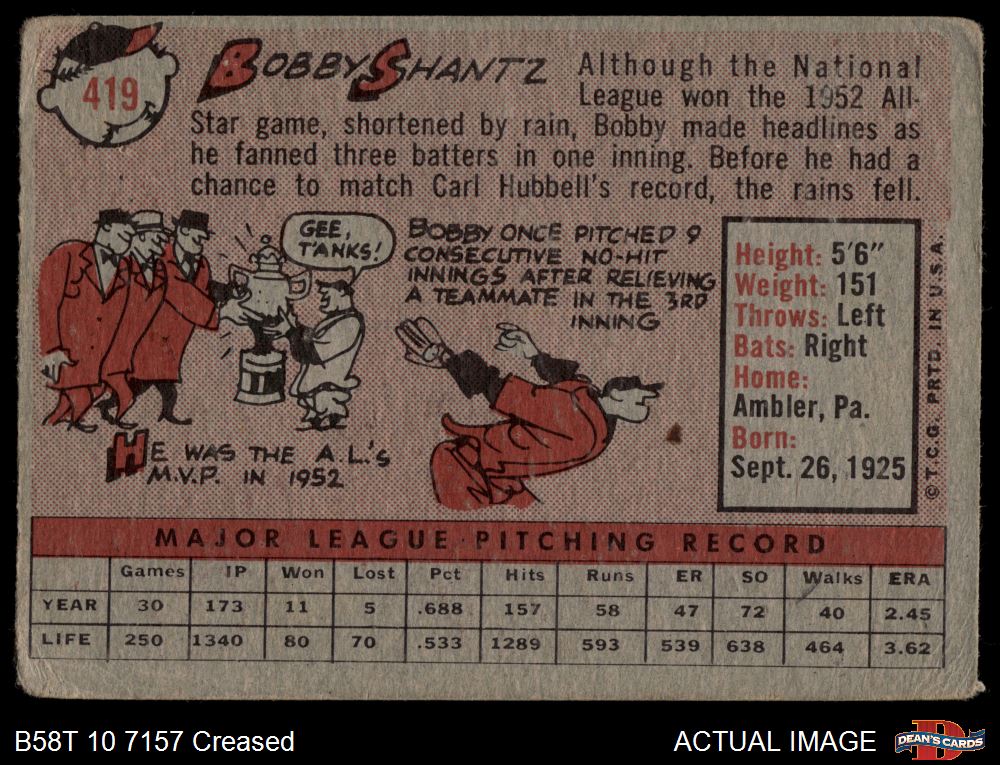 419
BOBBY SHANTZ
Although the National
League won the 1952 All-
Star game, shortened by rain, Bobby made headlines as
he fanned three batters in one inning. Before he had a
chance to match Carl Hubbell's record, the rains fell.
GEE,
T'ANKS!
HE WAS THE A.L.'s
M.V.P. IN 1952
BOBBY ONCE PITCHED 9
CONSECUTIVE NO-HIT
INNINGS AFTER RELIEVING
A TEAMMATE IN THE 3RD
INNING
Height: 5'6"
Weight: 151
Throws: Left
Bats: Right
Home:
Ambler, Pa.
Born:
Sept. 26, 1925
© T.C.G. PRTD. IN U.S.A.
MAJOR LEAGUE PITCHING RECORD
Games IP Won Lost Pct Hits Runs ER SO Walks ERA
YEAR 30 173 11 5 .688 157 58 47 72 40 2.45
LIFE 250 1340 80 70 .533 1289 593 539 638 464 3.62
B58T 10 7157 Creased
ACTUAL IMAGE
DEAN'S CARDS